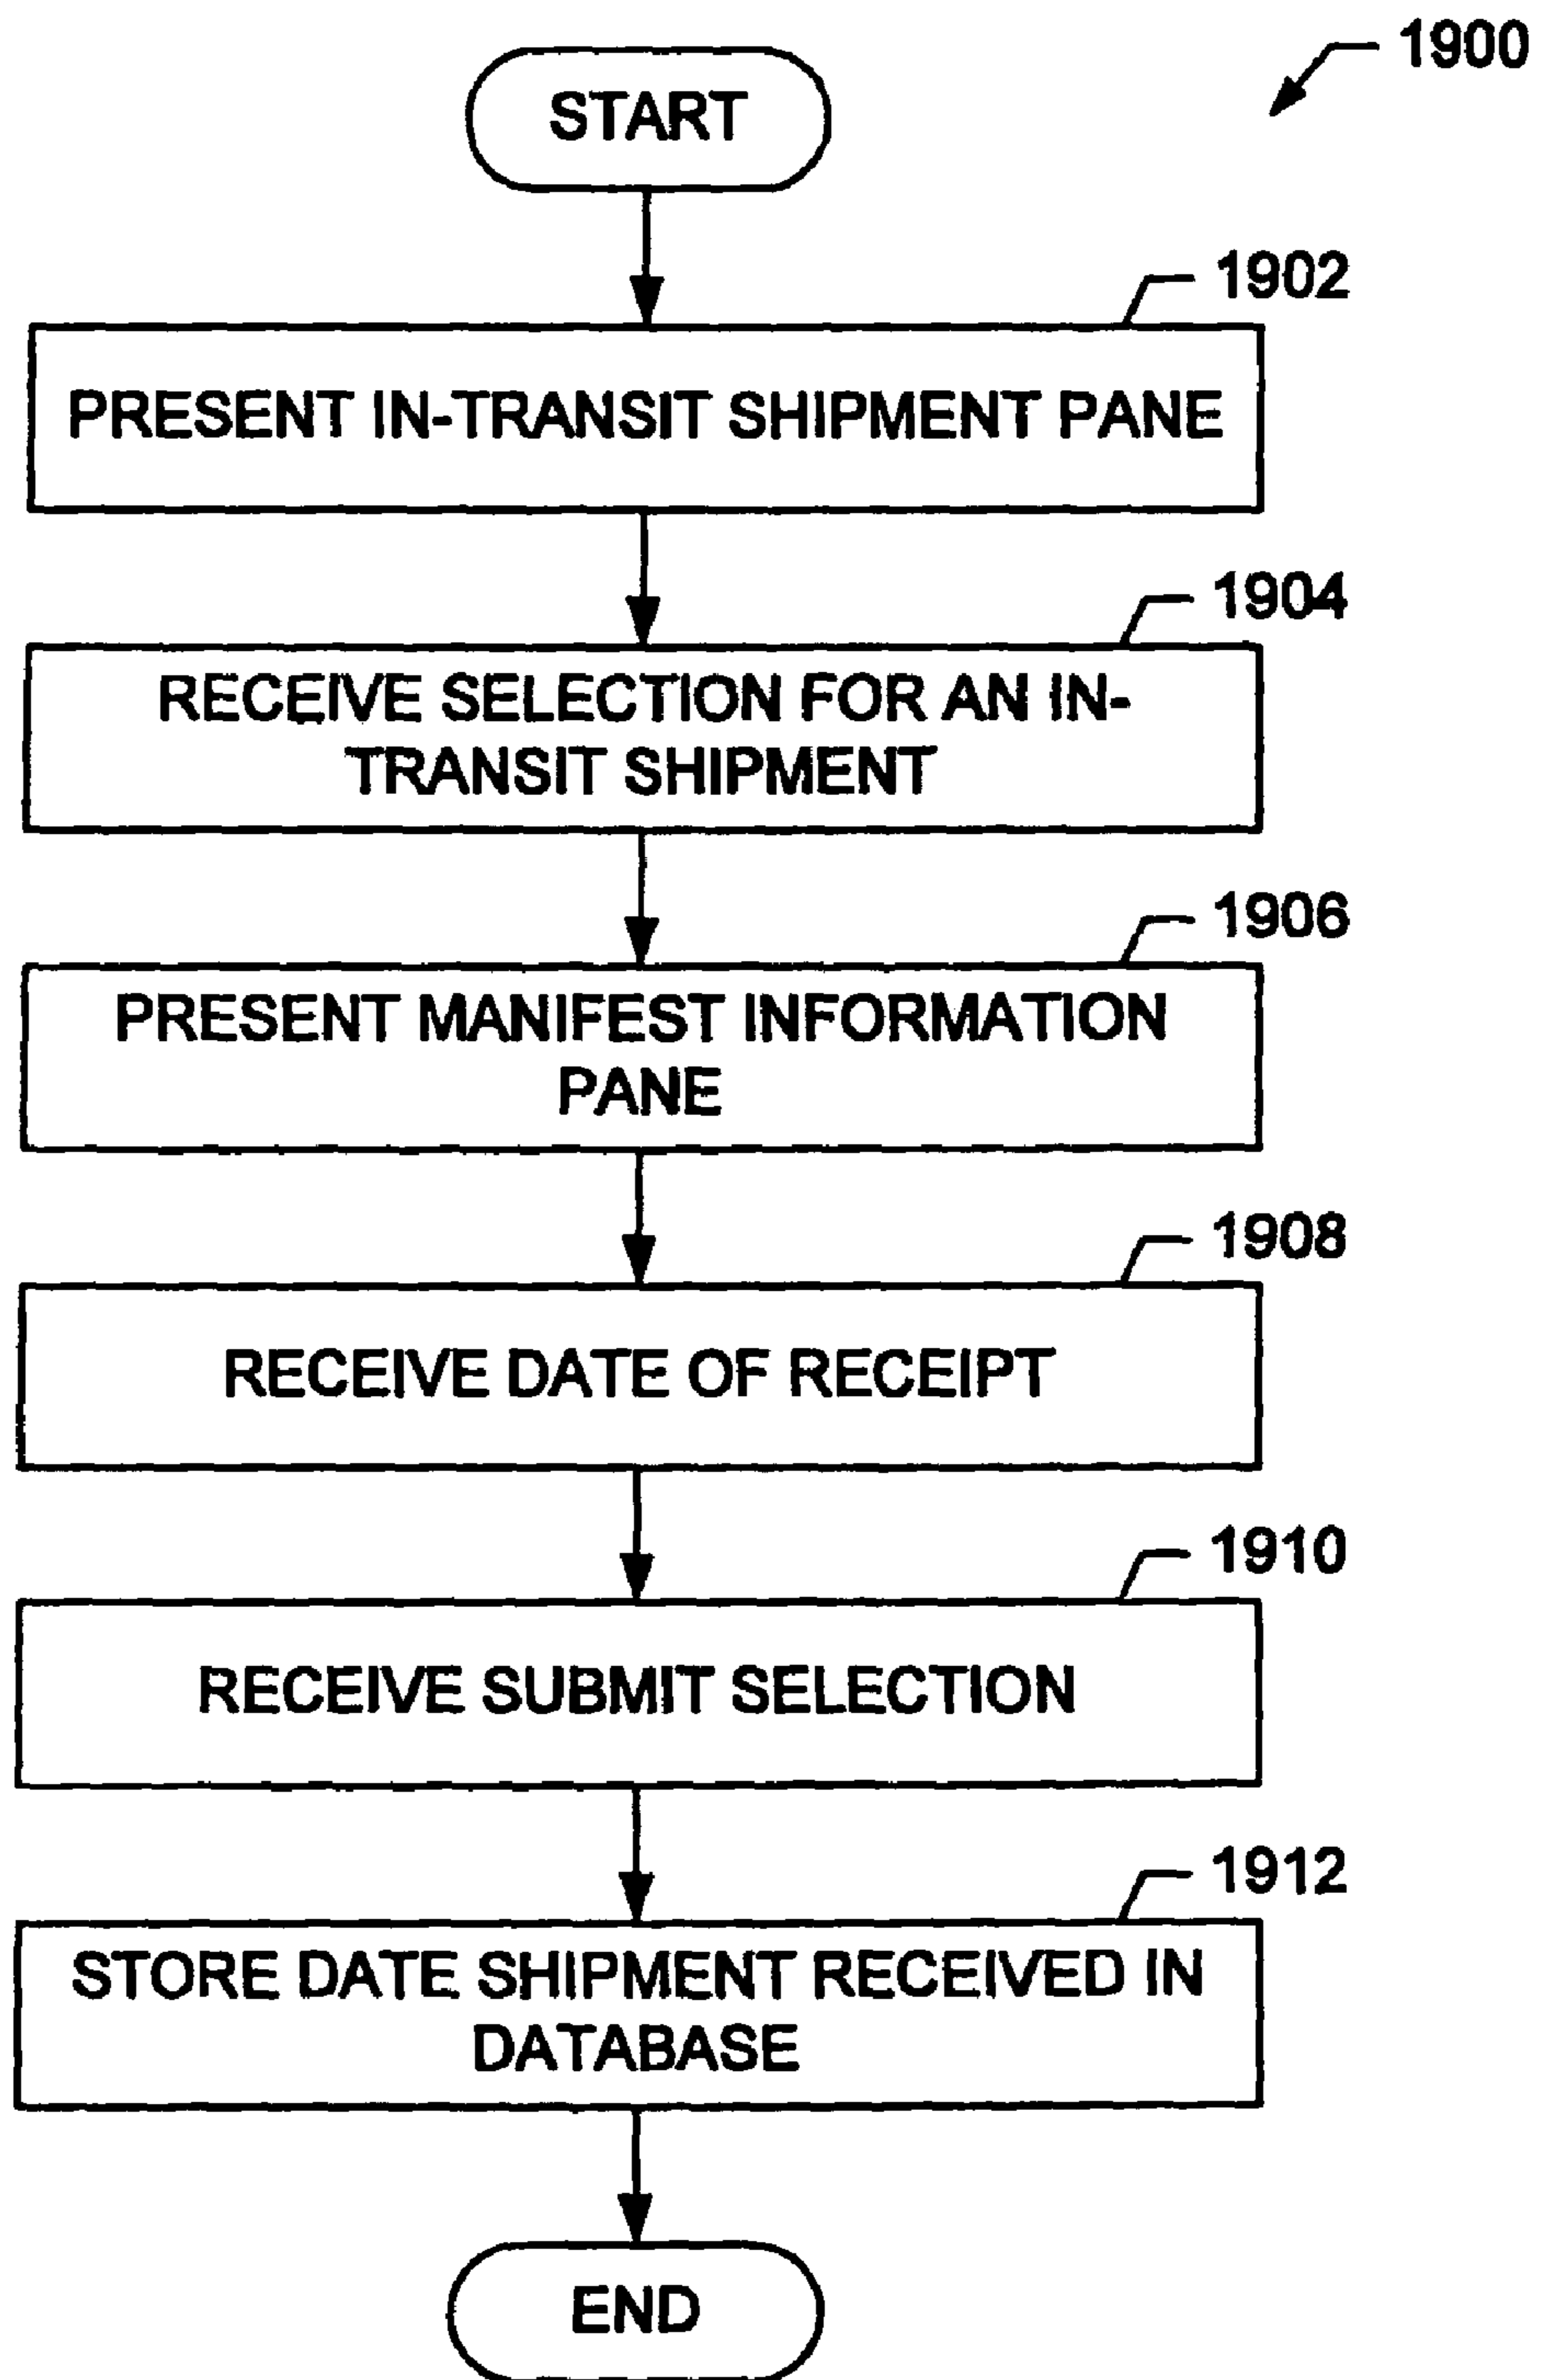 1900
START
1902
PRESENT IN-TRANSIT SHIPMENT PANE
1904
RECEIVE SELECTION FOR AN IN-
TRANSIT SHIPMENT
1906
PRESENT MANIFEST INFORMATION
PANE
1908
RECEIVE DATE OF RECEIPT
1910
RECEIVE SUBMIT SELECTION
1912
STORE DATE SHIPMENT RECEIVED IN
DATABASE
END